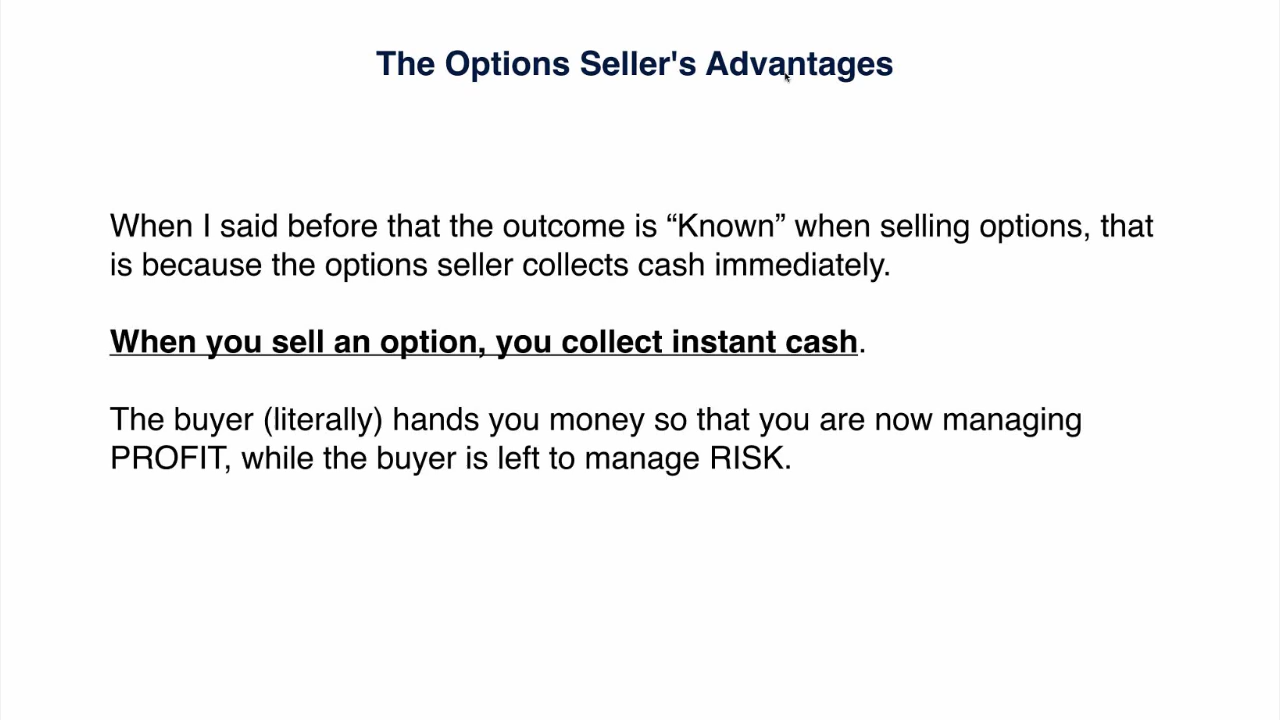 The Options Seller's Advantages
When I said before that the outcome is “Known” when selling options, that
is because the options seller collects cash immediately.
When you sell an option, you collect instant cash.
The buyer (literally) hands you money so that you are now managing
PROFIT, while the buyer is left to manage RISK.